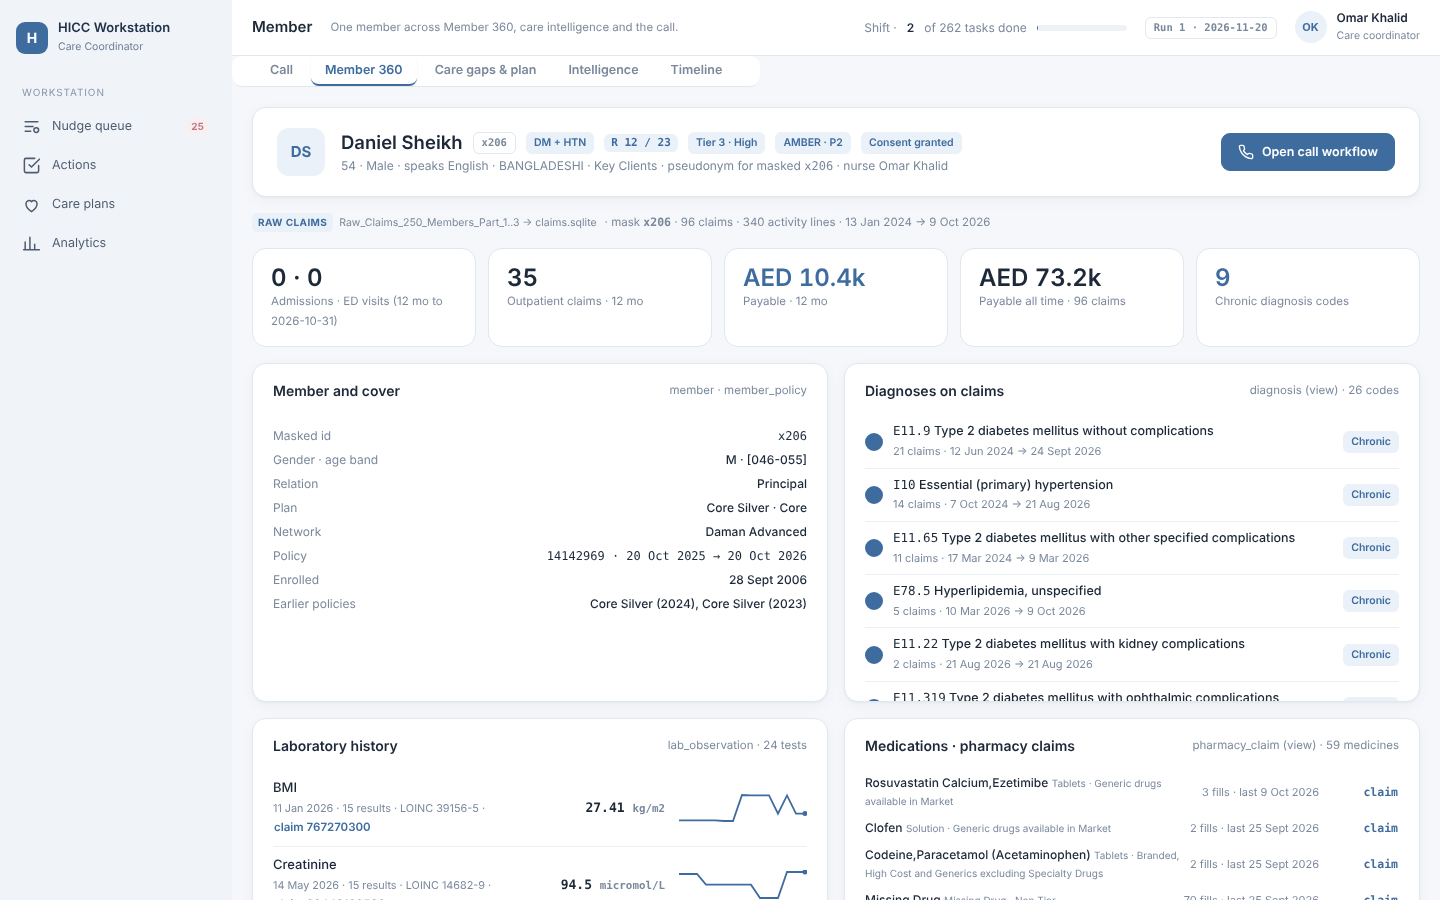 H
HICC Workstation
Care Coordinator
WORKSTATION
Nudge queue 25
Actions
Care plans
Analytics
Member One member across Member 360, care intelligence and the call.
Shift · 2 of 262 tasks done
Run 1 · 2026-11-20
OK
Omar Khalid
Care coordinator
Call Member 360 Care gaps & plan Intelligence Timeline
DS
Daniel Sheikh x206 DM + HTN R 12 / 23 Tier 3 · High AMBER · P2 Consent granted
54 · Male · speaks English · BANGLADESHI · Key Clients · pseudonym for masked x206 · nurse Omar Khalid
Open call workflow
RAW CLAIMS Raw_Claims_250_Members_Part_1..3 → claims.sqlite · mask x206 · 96 claims · 340 activity lines · 13 Jan 2024 → 9 Oct 2026
0 · 0
Admissions · ED visits (12 mo to
2026-10-31)
35
Outpatient claims · 12 mo
AED 10.4k
Payable · 12 mo
AED 73.2k
Payable all time · 96 claims
9
Chronic diagnosis codes
Member and cover member · member_policy
Masked id x206
Gender · age band M · [046-055]
Relation Principal
Plan Core Silver · Core
Network Daman Advanced
Policy 14142969 · 20 Oct 2025 → 20 Oct 2026
Enrolled 28 Sept 2006
Earlier policies Core Silver (2024), Core Silver (2023)
Diagnoses on claims diagnosis (view) · 26 codes
E11.9 Type 2 diabetes mellitus without complications
21 claims · 12 Jun 2024 → 24 Sept 2026
Chronic
I10 Essential (primary) hypertension
14 claims · 7 Oct 2024 → 21 Aug 2026
Chronic
E11.65 Type 2 diabetes mellitus with other specified complications
11 claims · 17 Mar 2024 → 9 Mar 2026
Chronic
E78.5 Hyperlipidemia, unspecified
5 claims · 10 Mar 2026 → 9 Oct 2026
Chronic
E11.22 Type 2 diabetes mellitus with kidney complications
2 claims · 21 Aug 2026 → 21 Aug 2026
Chronic
E11.319 Type 2 diabetes mellitus with ophthalmic complications
Laboratory history lab_observation · 24 tests
BMI
11 Jan 2026 · 15 results · LOINC 39156-5 ·
claim 767270300
27.41 kg/m2
Creatinine
14 May 2026 · 15 results · LOINC 14682-9 ·
94.5 micromol/L
Medications · pharmacy claims pharmacy_claim (view) · 59 medicines
Rosuvastatin Calcium,Ezetimibe Tablets · Generic drugs
available in Market
3 fills · last 9 Oct 2026 claim
Clofen Solution · Generic drugs available in Market 2 fills · last 25 Sept 2026 claim
Codeine,Paracetamol (Acetaminophen) Tablets · Branded,
High Cost and Generics excluding Specialty Drugs
2 fills · last 25 Sept 2026 claim
Missing Drug Missing Drug · Non Tier 70 fills · last 25 Sept 2026 claim